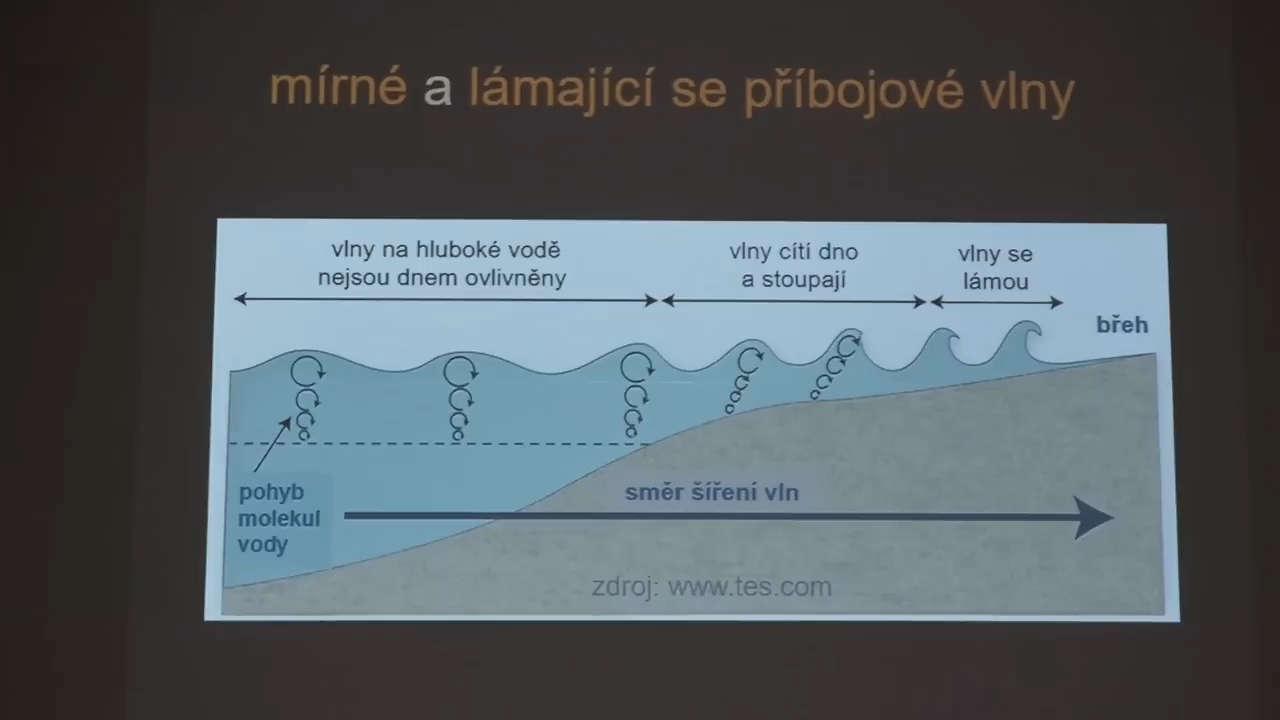 mírné a lámající se příbojové vlny
vlny na hluboké vodě
nejsou dnem ovlivněny
vlny cítí dno
a stoupají
vlny se
lámou
břeh
pohyb
molekul
vody
směr šíření vln
zdroj: www.tes.com